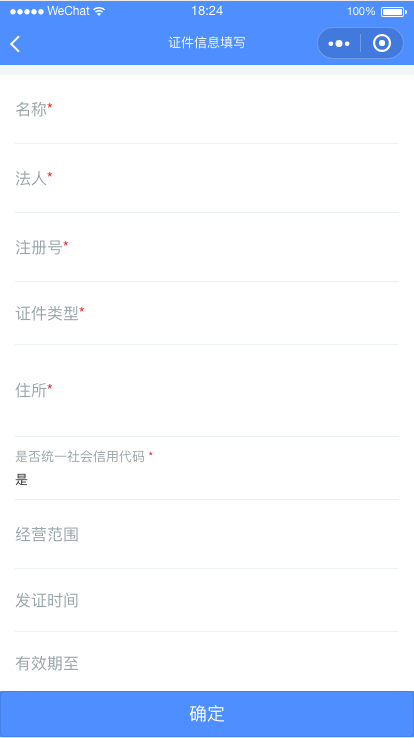 WeChat 18:24 100%
证件信息填写
名称*
法人*
注册号*
证件类型*
住所*
是否统一社会信用代码 *
是
经营范围
发证时间
有效期至
确定